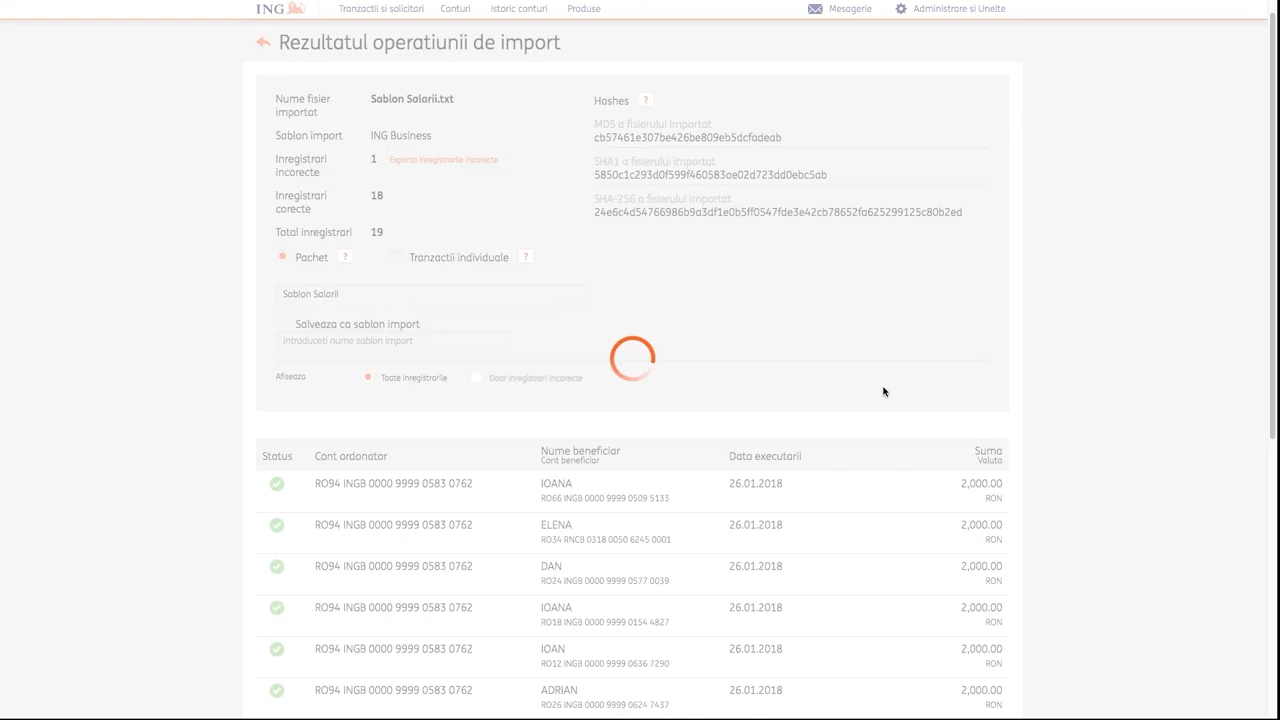 ING
Tranzactii si solicitari Conturi Istoric conturi Produse Mesagerie Administrare si Unelte
Rezultatul operatiunii de import
Nume fisier importat Sablon Salarii.txt
Sablon import ING Business
Inregistrari incorecte 1 Exporta inregistrarile incorecte
Inregistrari corecte 18
Total inregistrari 19
Hashes ?
MD5 a fisierului importat
cb57461e307be426be809eb5dcfadeab
SHA1 a fisierului importat
5850c1c293d0f599f460583ae02d723dd0ebc5ab
SHA-256 a fisierului importat
24e6c4d54766986b9a3df1e0b5ff0547fde3e42cb78652fa625299125c80b2ed
Pachet ? Tranzactii individuale ?
Sablon Salarii
Salveaza ca sablon import
Introduceti nume sablon import
Afiseaza Toate inregistrarile Doar inregistrari incorecte
Status Cont ordonator Nume beneficiar Data executarii Suma
Cont beneficiar Valuta
RO94 INGB 0000 9999 0583 0762 IOANA 26.01.2018 2,000.00
RO66 INGB 0000 9999 0509 5133 RON
RO94 INGB 0000 9999 0583 0762 ELENA 26.01.2018 2,000.00
RO34 RNCB 0318 0050 6245 0001 RON
RO94 INGB 0000 9999 0583 0762 DAN 26.01.2018 2,000.00
RO24 INGB 0000 9999 0577 0039 RON
RO94 INGB 0000 9999 0583 0762 IOANA 26.01.2018 2,000.00
RO18 INGB 0000 9999 0154 4827 RON
RO94 INGB 0000 9999 0583 0762 IOAN 26.01.2018 2,000.00
RO12 INGB 0000 9999 0636 7290 RON
RO94 INGB 0000 9999 0583 0762 ADRIAN 26.01.2018 2,000.00
RO26 INGB 0000 9999 0624 7437 RON